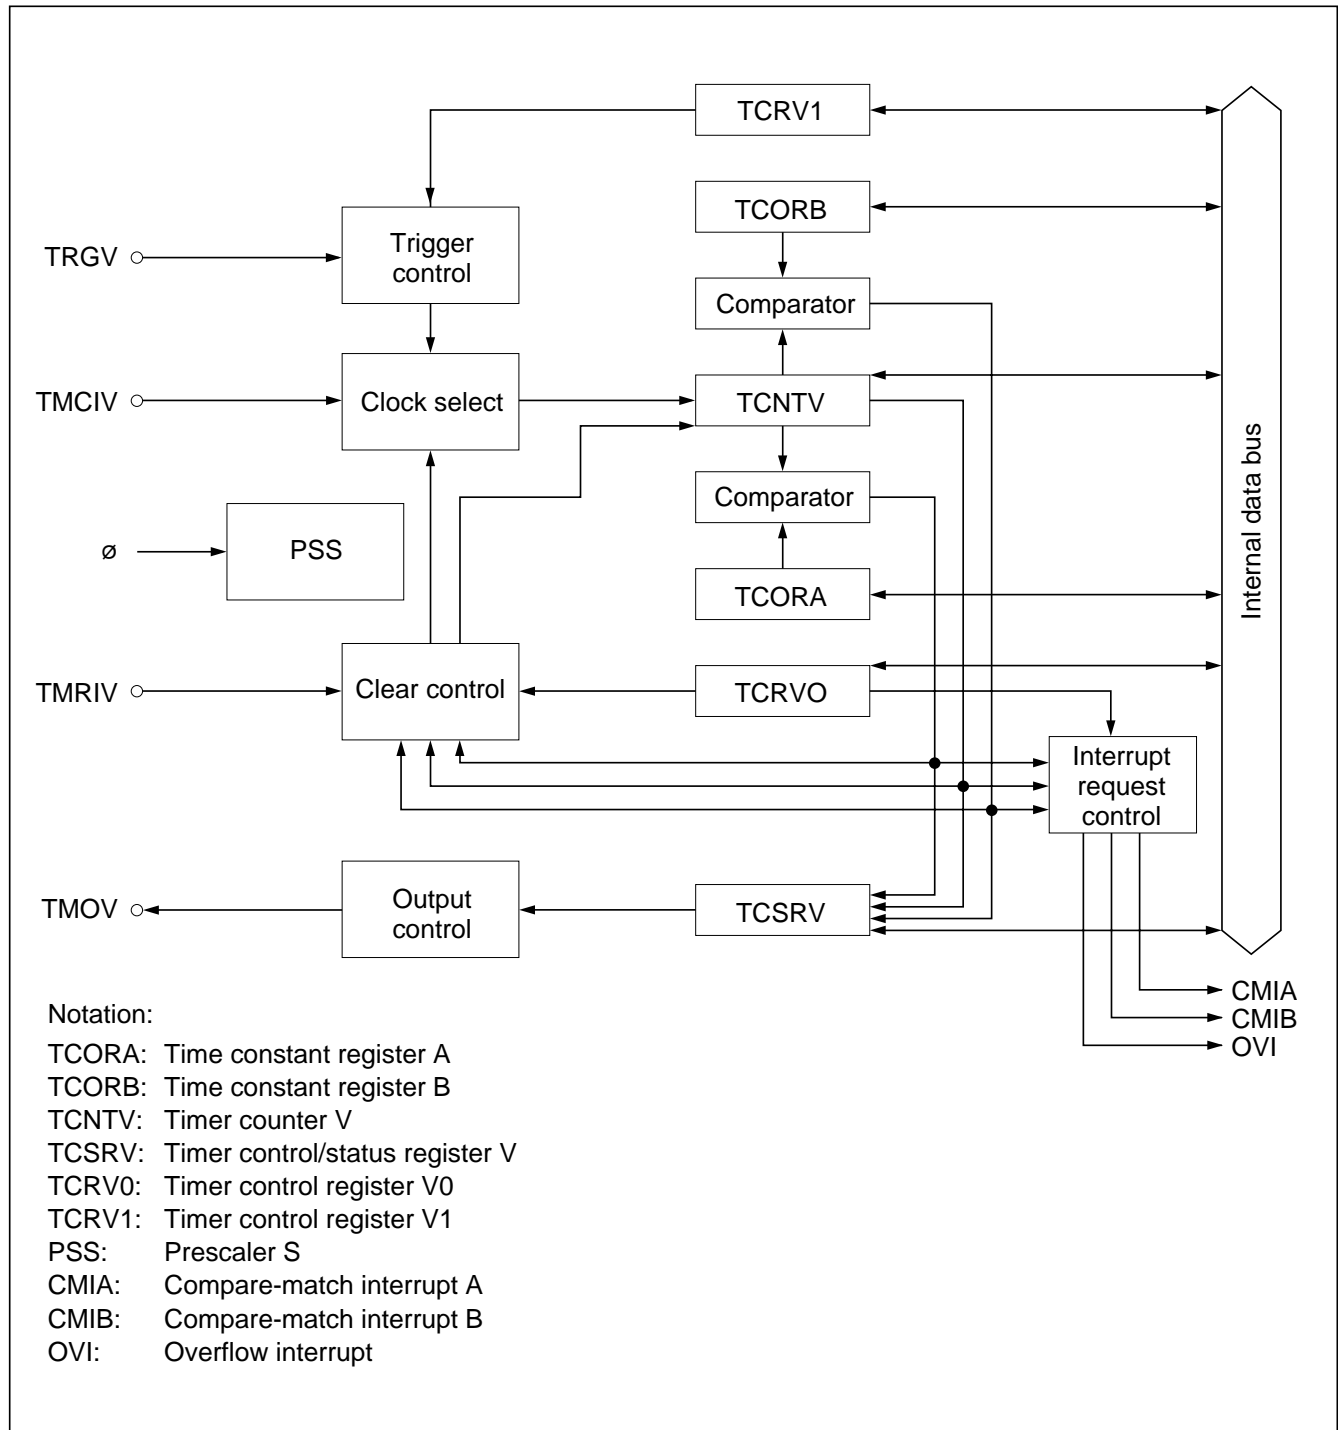 TCRV1
TCORB
TRGV
Trigger
control
Comparator
TMCIV
Clock select
TCNTV
Comparator
Internal data bus
ø
PSS
TCORA
TMRIV
Clear control
TCRVO
Interrupt
request
control
TMOV
Output
control
TCSRV
CMIA
CMIB
OVI
Notation:
TCORA: Time constant register A
TCORB: Time constant register B
TCNTV: Timer counter V
TCSRV: Timer control/status register V
TCRV0: Timer control register V0
TCRV1: Timer control register V1
PSS: Prescaler S
CMIA: Compare-match interrupt A
CMIB: Compare-match interrupt B
OVI: Overflow interrupt